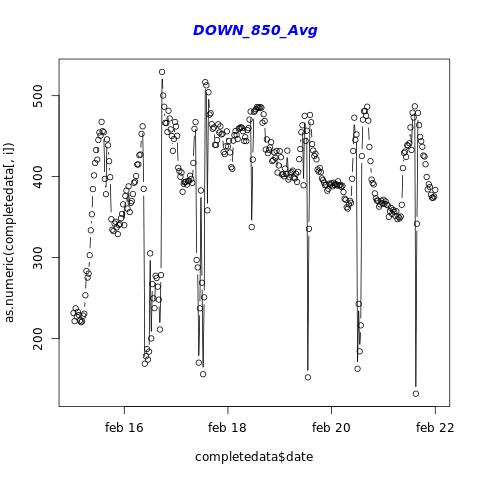 DOWN_850_Avg
as.numeric(completedata[, i])
500
400
300
200
feb 16
feb 18
feb 20
feb 22
completedata$date